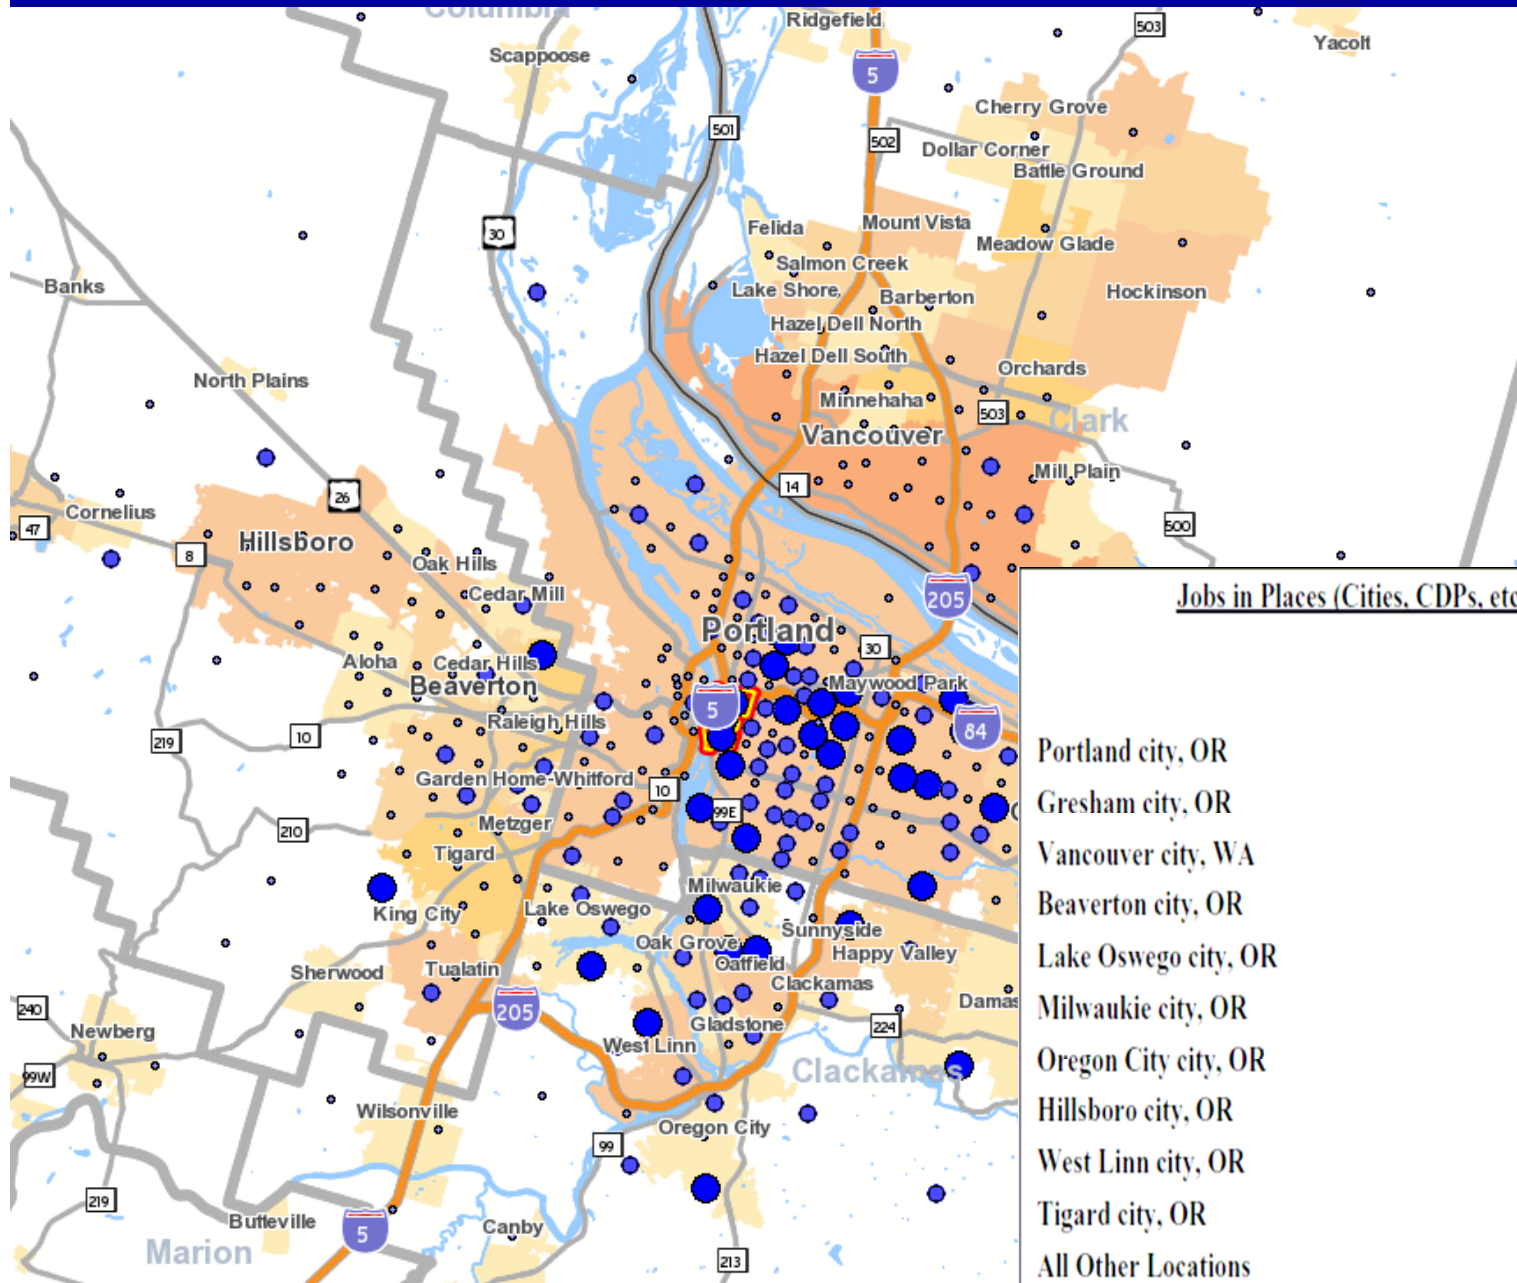 Columbia
Ridgefield
503
Yacolt
Scappoose
5
Cherry Grove
501
502
Dollar Corner
Battle Ground
30
Felida
Mount Vista
Meadow Glade
Salmon Creek
Banks
Lake Shore
Barberton
Hockinson
Hazel Dell North
Hazel Dell South
Orchards
North Plains
Minnehaha
503
Clark
Vancouver
Mill Plain
26
14
47
Cornelius
500
8
Hillsboro
Oak Hills
Cedar Mill
205
Jobs in Places (Cities, CDPs, etc
Portland
30
Aloha
Cedar Hills
Maywood Park
Beaverton
5
Raleigh Hills
84
219
10
Portland city, OR
Garden Home-Whitford
10
99E
Gresham city, OR
210
Metzger
Tigard
Vancouver city, WA
Milwaukie
King City
Lake Oswego
Beaverton city, OR
Sunnyside
Oak Grove
Happy Valley
Lake Oswego city, OR
Sherwood
Tualatin
Oatfield
Clackamas
Damas
240
205
Milwaukie city, OR
Newberg
Gladstone
224
West Linn
Oregon City city, OR
99W
Clackamas
Wilsonville
Hillsboro city, OR
Oregon City
99
West Linn city, OR
219
Butteville
5
Canby
Tigard city, OR
Marion
213
All Other Locations